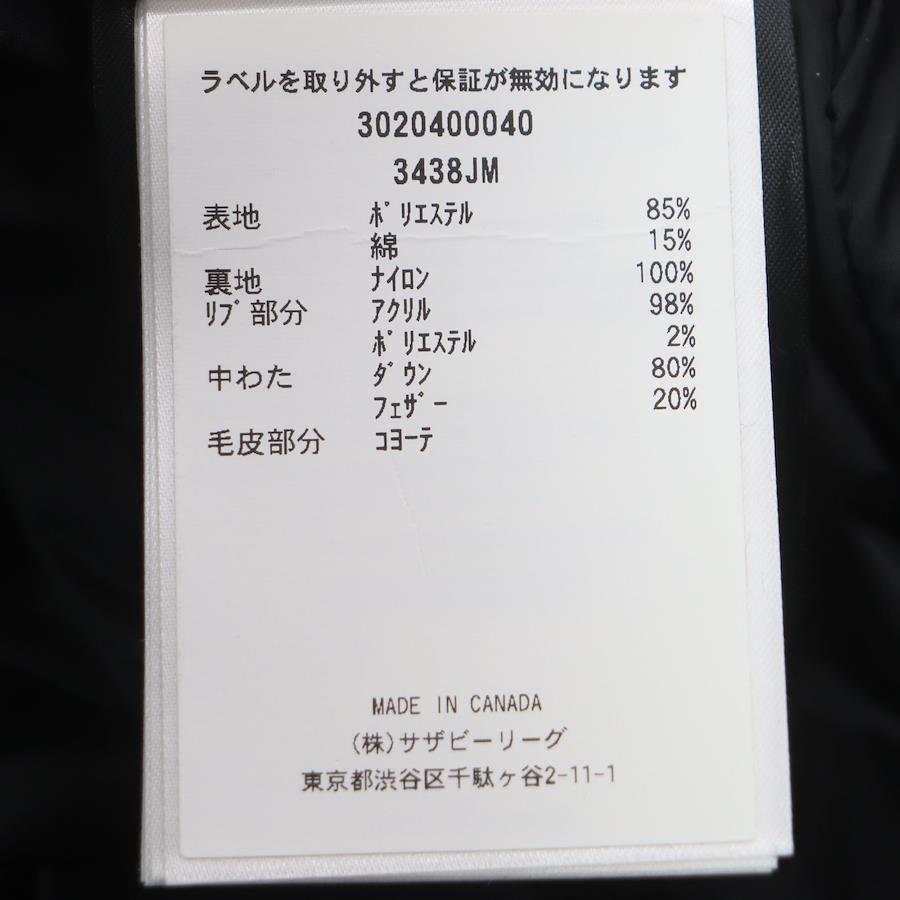 ラベルを取り外すと保証が無効になります
3020400040
3438JM
表地 ﾎﾟﾘｴｽﾃﾙ 85%
綿 15%
裏地 ﾅｲﾛﾝ 100%
ﾘﾌﾞ部分 ｱｸﾘﾙ 98%
ﾎﾟﾘｴｽﾃﾙ 2%
中わた ﾀﾞｳﾝ 80%
ﾌｪｻﾞｰ 20%
毛皮部分 ｺﾖｰﾃ
MADE IN CANADA
(株)サザビーリーグ
東京都渋谷区千駄ヶ谷2-11-1